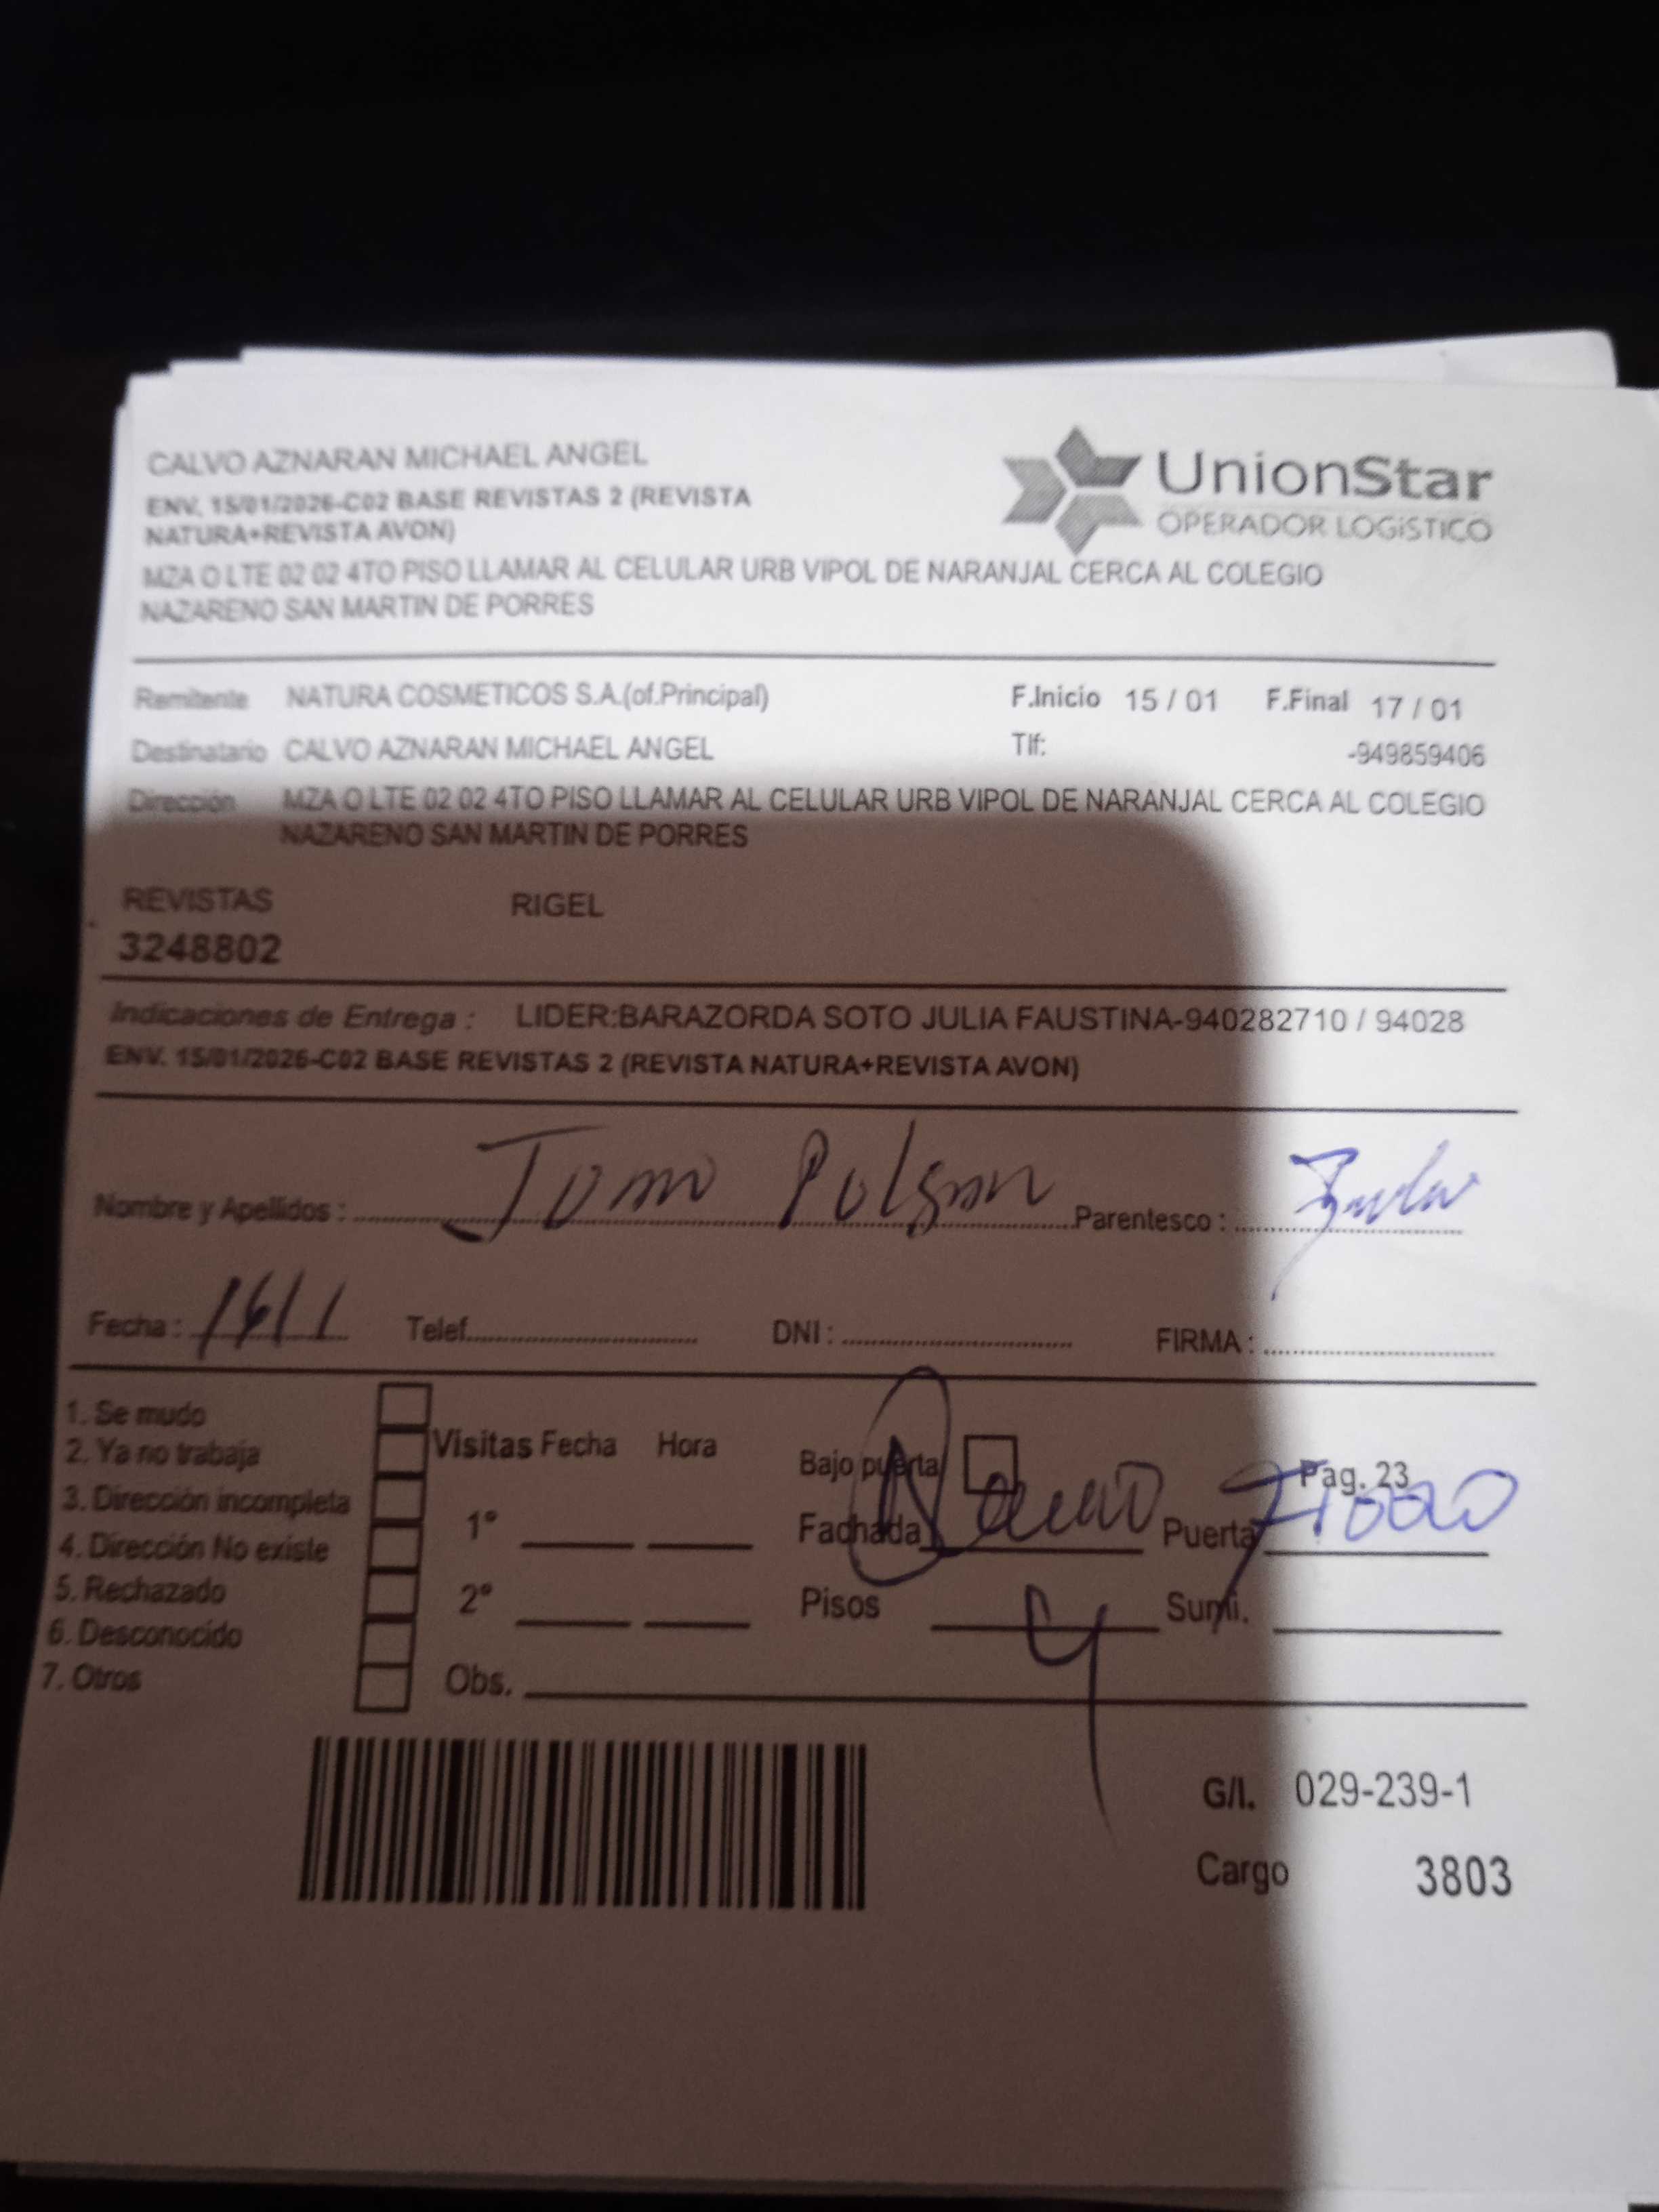 CALVO AZNARAN MICHAEL ANGEL
ENV. 15/01/2026-C02 BASE REVISTAS 2 (REVISTA
NATURA+REVISTA AVON)
MZA O LTE 02 02 4TO PISO LLAMAR AL CELULAR URB VIPOL DE NARANJAL CERCA AL COLEGIO
NAZARENO SAN MARTIN DE PORRES
UnionStar
OPERADOR LOGÍSTICO
Remitente NATURA COSMETICOS S.A.(of.Principal) F.Inicio 15 / 01 F.Final 17 / 01
Destinatario CALVO AZNARAN MICHAEL ANGEL Tlf: -949859406
Dirección MZA O LTE 02 02 4TO PISO LLAMAR AL CELULAR URB VIPOL DE NARANJAL CERCA AL COLEGIO
NAZARENO SAN MARTIN DE PORRES
REVISTAS RIGEL
3248802
Indicaciones de Entrega : LIDER:BARAZORDA SOTO JULIA FAUSTINA-940282710 / 94028
ENV. 15/01/2026-C02 BASE REVISTAS 2 (REVISTA NATURA+REVISTA AVON)
Nombre y Apellidos : Parentesco :
Fecha : 16/1 Telef. DNI : FIRMA :
1. Se mudo
2. Ya no trabaja
3. Dirección incompleta
4. Dirección No existe
5. Rechazado
6. Desconocido
7. Otros
Visitas Fecha Hora
1°
2°
Obs.
Bajo puerta Pag. 23
Fachada Puerta
Pisos 4 Sumi.
G/I. 029-239-1
Cargo 3803